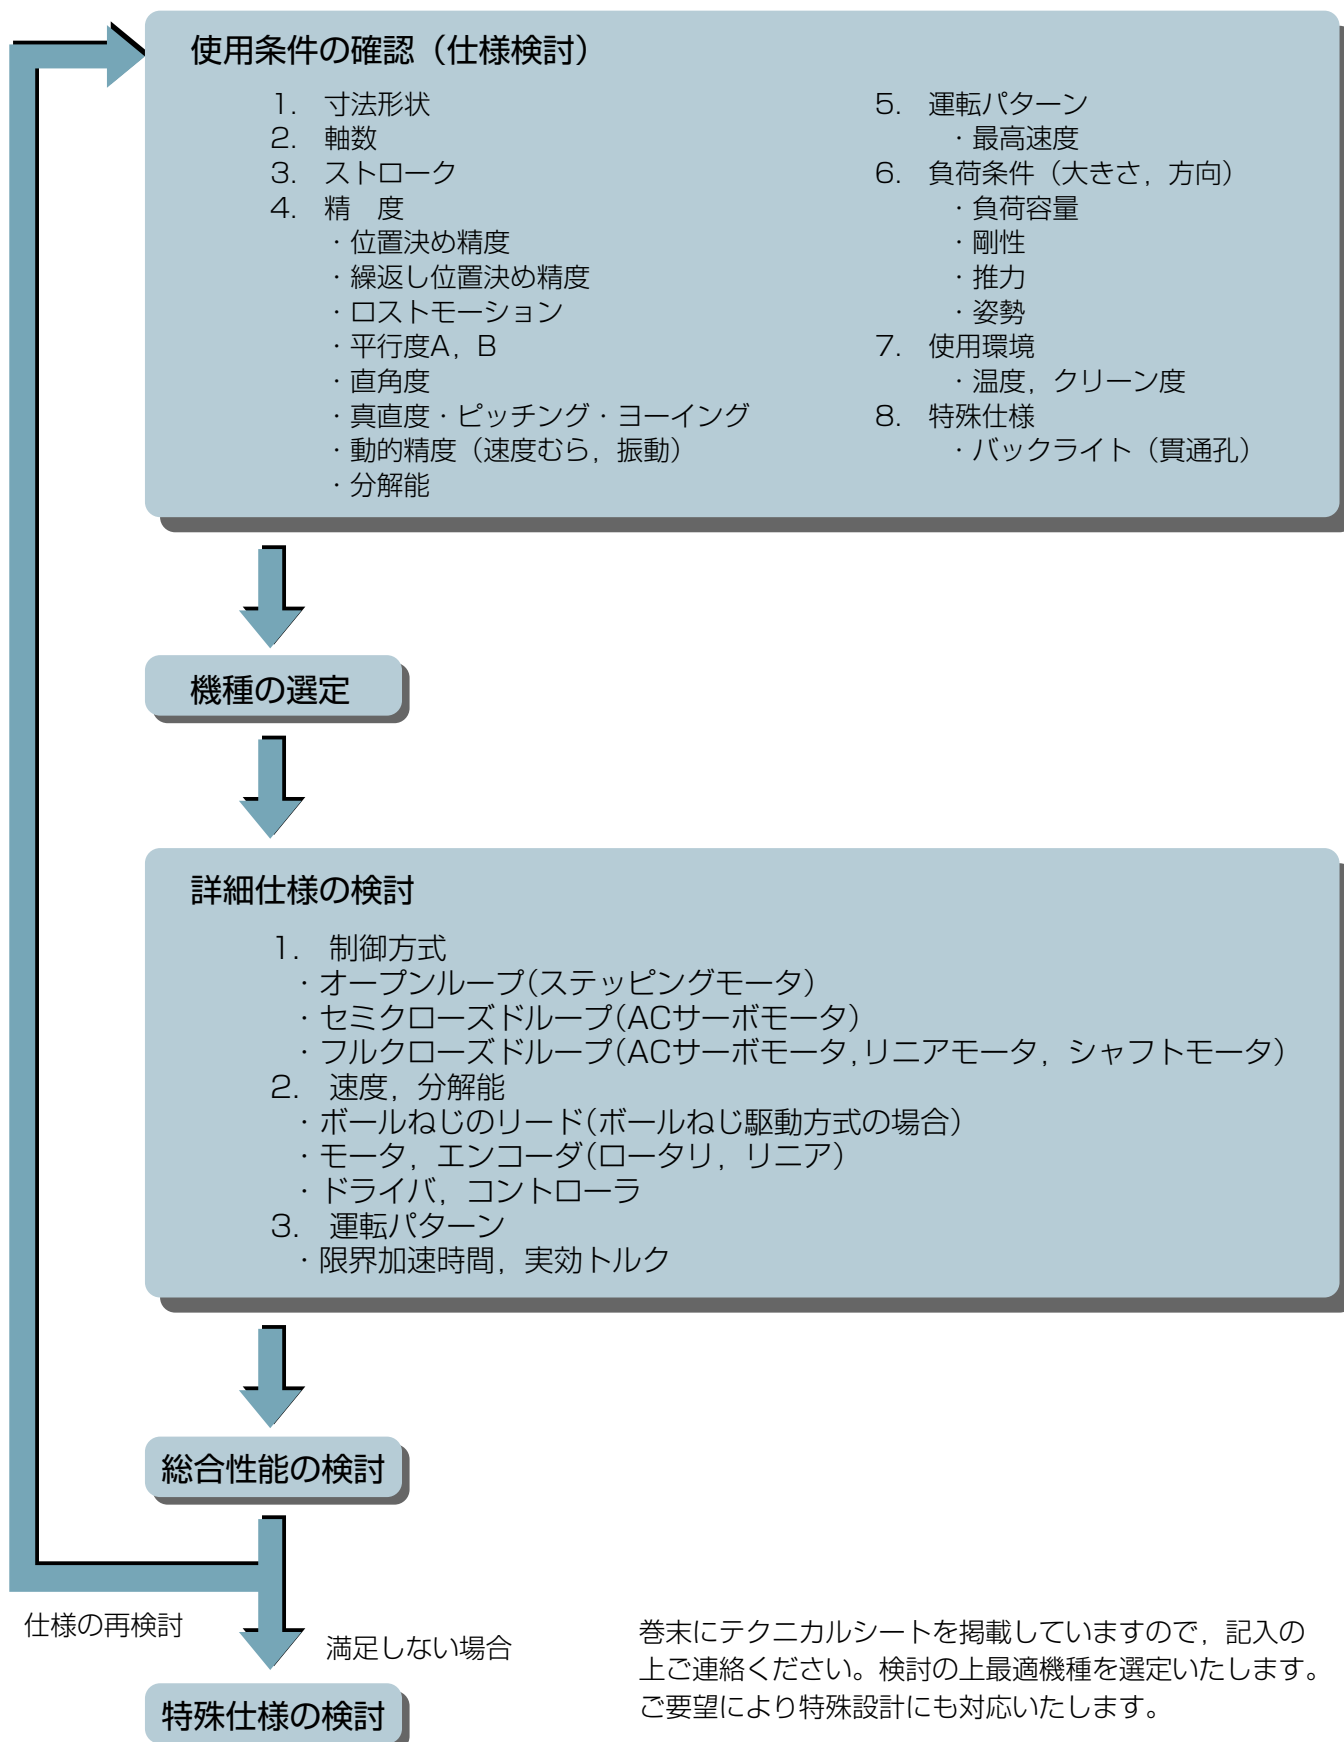 使用条件の確認（仕様検討）
1. 寸法形状
2. 軸数
3. ストローク
4. 精　度
・位置決め精度
・繰返し位置決め精度
・ロストモーション
・平行度A，B
・直角度
・真直度・ピッチング・ヨーイング
・動的精度（速度むら，振動）
・分解能
5. 運転パターン
・最高速度
6. 負荷条件（大きさ，方向）
・負荷容量
・剛性
・推力
・姿勢
7. 使用環境
・温度，クリーン度
8. 特殊仕様
・バックライト（貫通孔）
機種の選定
詳細仕様の検討
1. 制御方式
・オープンループ(ステッピングモータ)
・セミクローズドループ(ACサーボモータ)
・フルクローズドループ(ACサーボモータ，リニアモータ，シャフトモータ)
2. 速度，分解能
・ボールねじのリード(ボールねじ駆動方式の場合)
・モータ，エンコーダ(ロータリ，リニア)
・ドライバ，コントローラ
3. 運転パターン
・限界加速時間，実効トルク
総合性能の検討
仕様の再検討
満足しない場合
特殊仕様の検討
巻末にテクニカルシートを掲載していますので，記入の
上ご連絡ください。検討の上最適機種を選定いたします。
ご要望により特殊設計にも対応いたします。